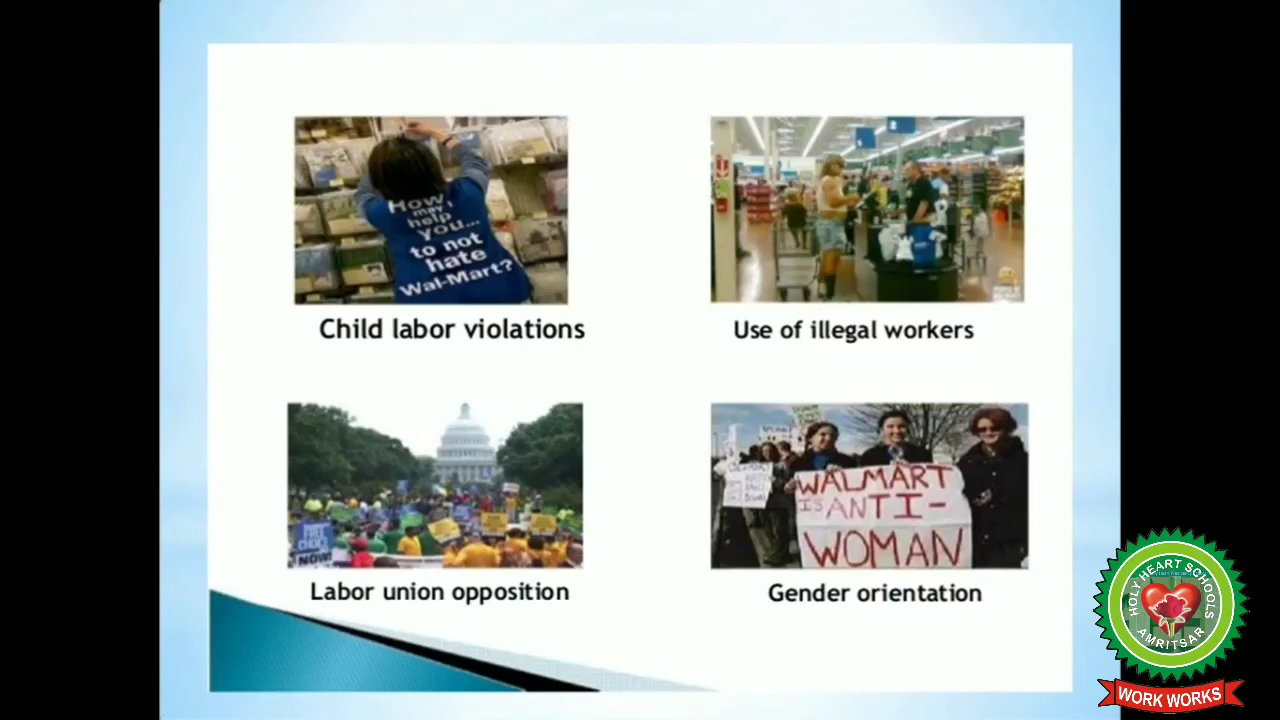 How
may I
help
you...
to not
hate
Wal-Mart?
Child labor violations
Use of illegal workers
FREE
CHOICE
NOW!
Labor union opposition
WALMART
IS ANTI-
WOMAN
Gender orientation
HOLY HEART SCHOOLS
AMRITSAR
WORK WORKS